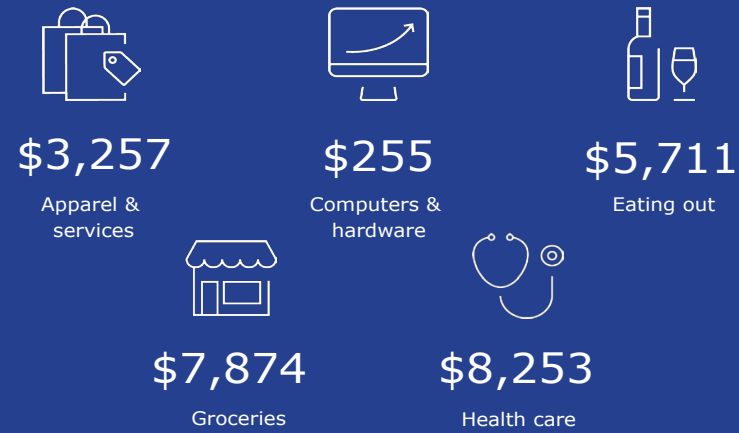 $3,257
Apparel &
services
$255
Computers &
hardware
$5,711
Eating out
$7,874
Groceries
$8,253
Health care